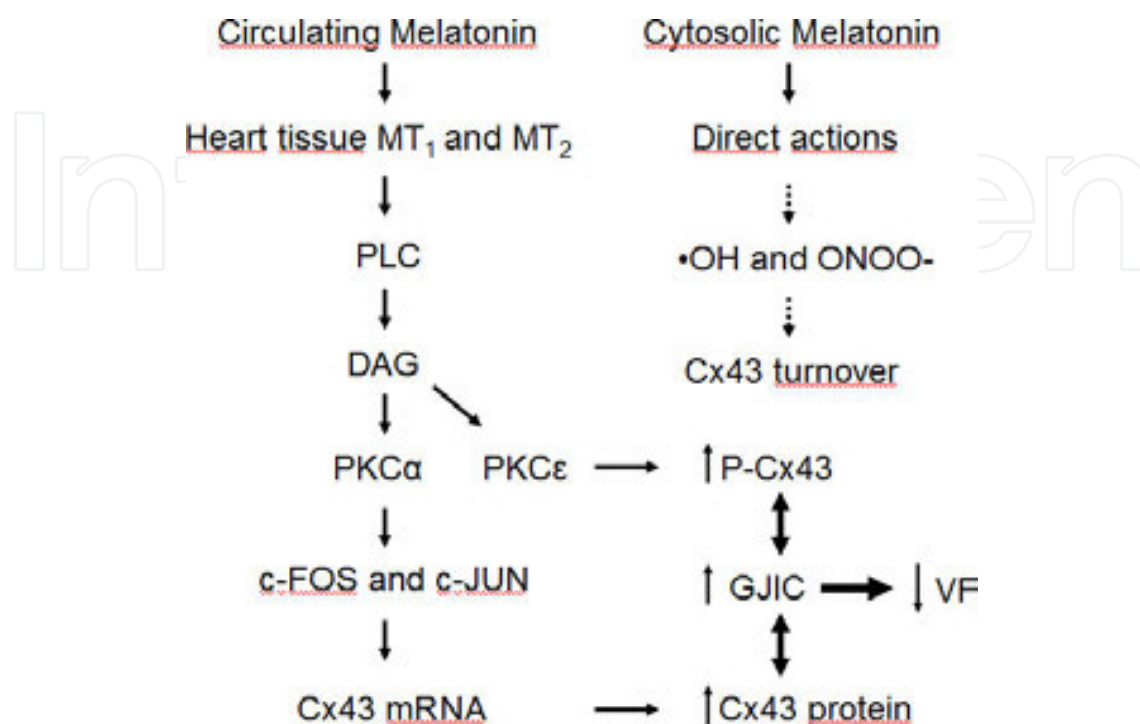 Circulating Melatonin
Cytosolic Melatonin
Heart tissue MT1 and MT2
Direct actions
PLC
•OH and ONOO-
DAG
Cx43 turnover
PKCα
PKCε
↑P-Cx43
c-FOS and c-JUN
↑ GJIC
↓ VF
Cx43 mRNA
↑Cx43 protein